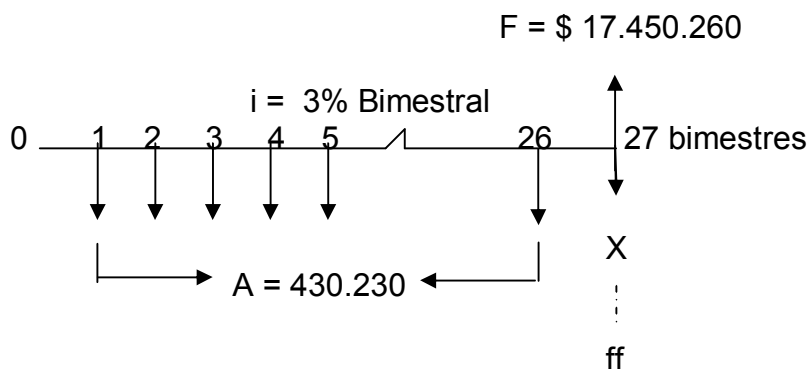 F = $ 17.450.260
i = 3% Bimestral
0 1 2 3 4 5 26 27 bimestres
X
A = 430.230
ff